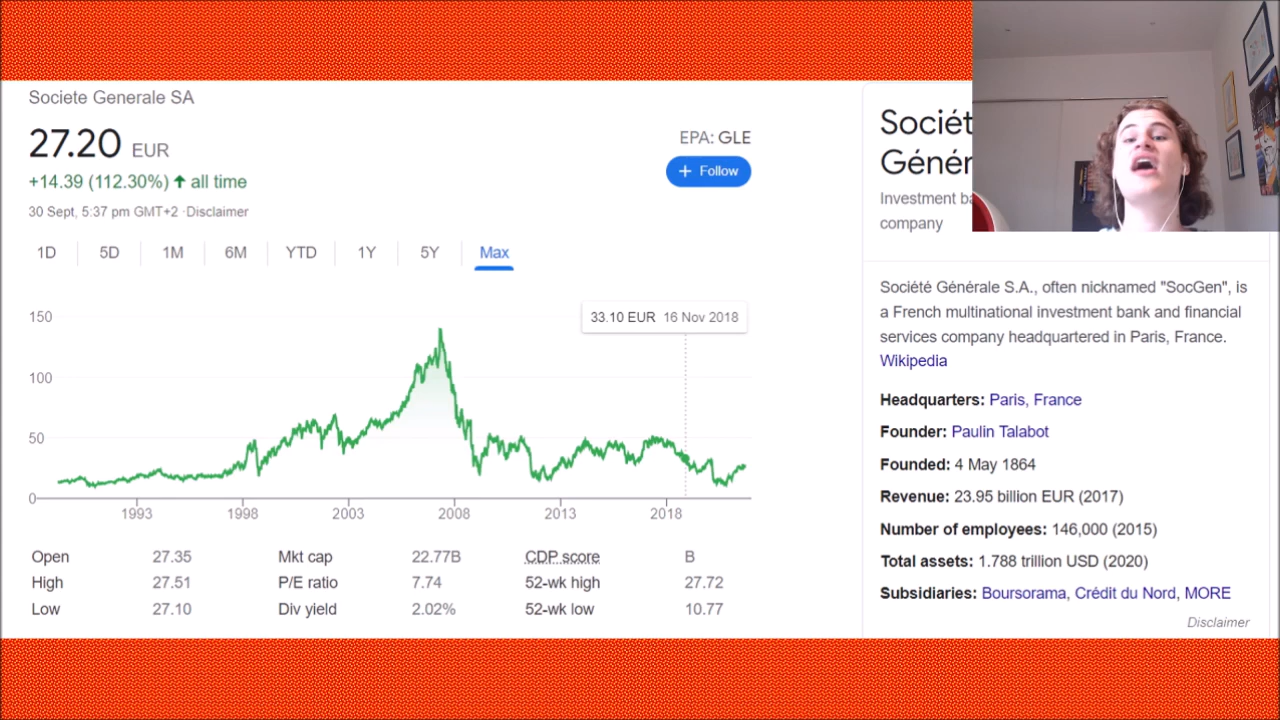 Societe Generale SA
27.20 EUR
+14.39 (112.30%) ↑ all time
30 Sept, 5:37 pm GMT+2 · Disclaimer
EPA: GLE
+ Follow
1D 5D 1M 6M YTD 1Y 5Y Max
33.10 EUR 16 Nov 2018
150
100
50
0
1993 1998 2003 2008 2013 2018
Open 27.35 Mkt cap 22.77B CDP score B
High 27.51 P/E ratio 7.74 52-wk high 27.72
Low 27.10 Div yield 2.02% 52-wk low 10.77
Sociét
Génér
Investment ba
company
Société Générale S.A., often nicknamed "SocGen", is
a French multinational investment bank and financial
services company headquartered in Paris, France.
Wikipedia
Headquarters: Paris, France
Founder: Paulin Talabot
Founded: 4 May 1864
Revenue: 23.95 billion EUR (2017)
Number of employees: 146,000 (2015)
Total assets: 1.788 trillion USD (2020)
Subsidiaries: Boursorama, Crédit du Nord, MORE
Disclaimer